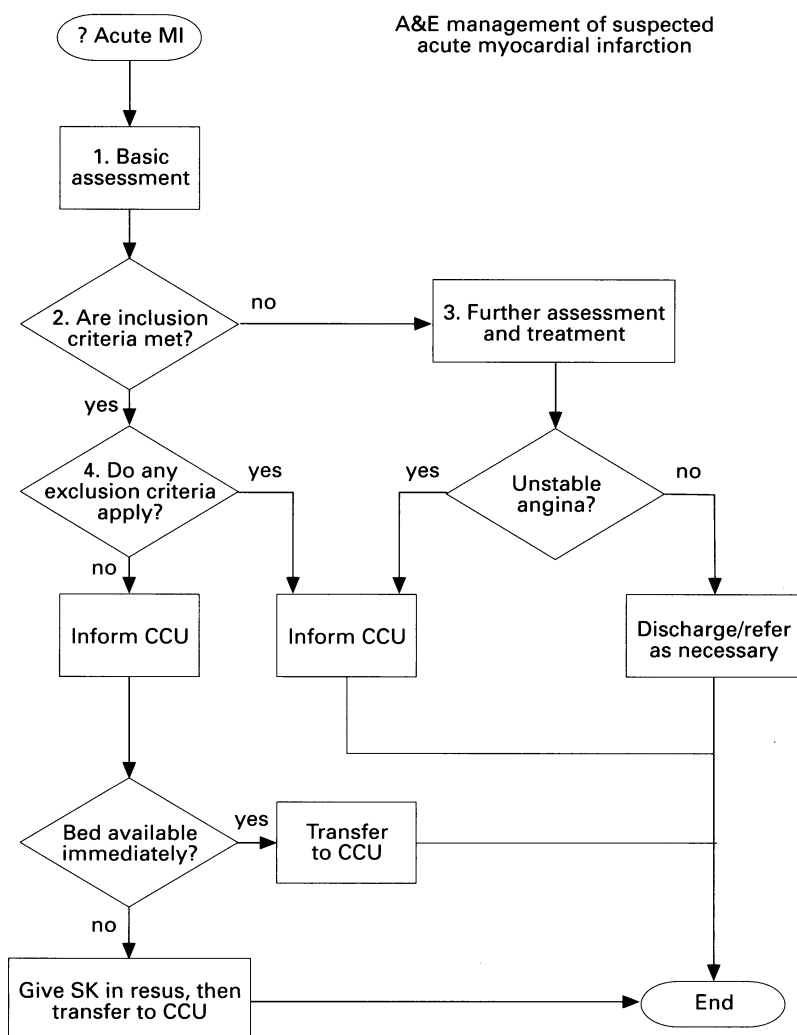 A&E management of suspected
acute myocardial infarction
? Acute MI
1. Basic
assessment
2. Are inclusion
criteria met?
no
3. Further assessment
and treatment
yes
4. Do any
exclusion criteria
apply?
yes
yes
Unstable
angina?
no
no
Inform CCU
Inform CCU
Discharge/refer
as necessary
Bed available
immediately?
yes
Transfer
to CCU
no
Give SK in resus, then
transfer to CCU
End